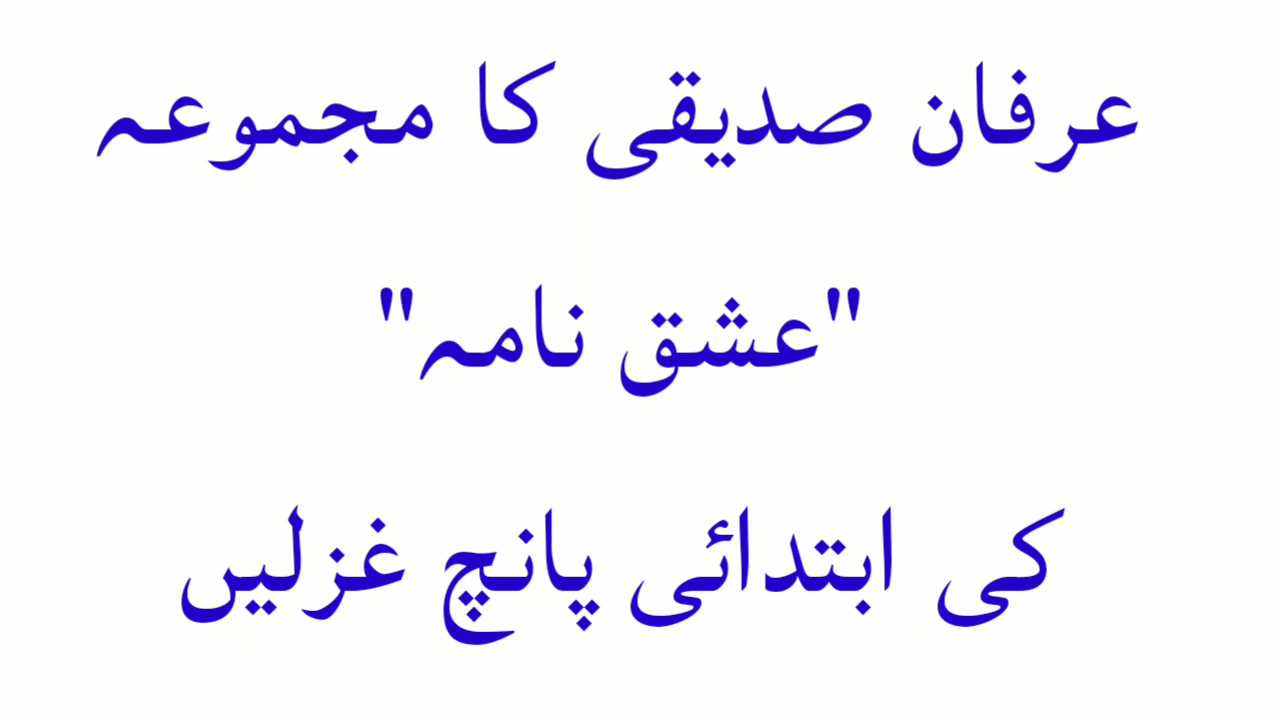 عرفان صدیقی کا مجموعہ
"عشق نامہ"
کی ابتدائی پانچ غزلیں